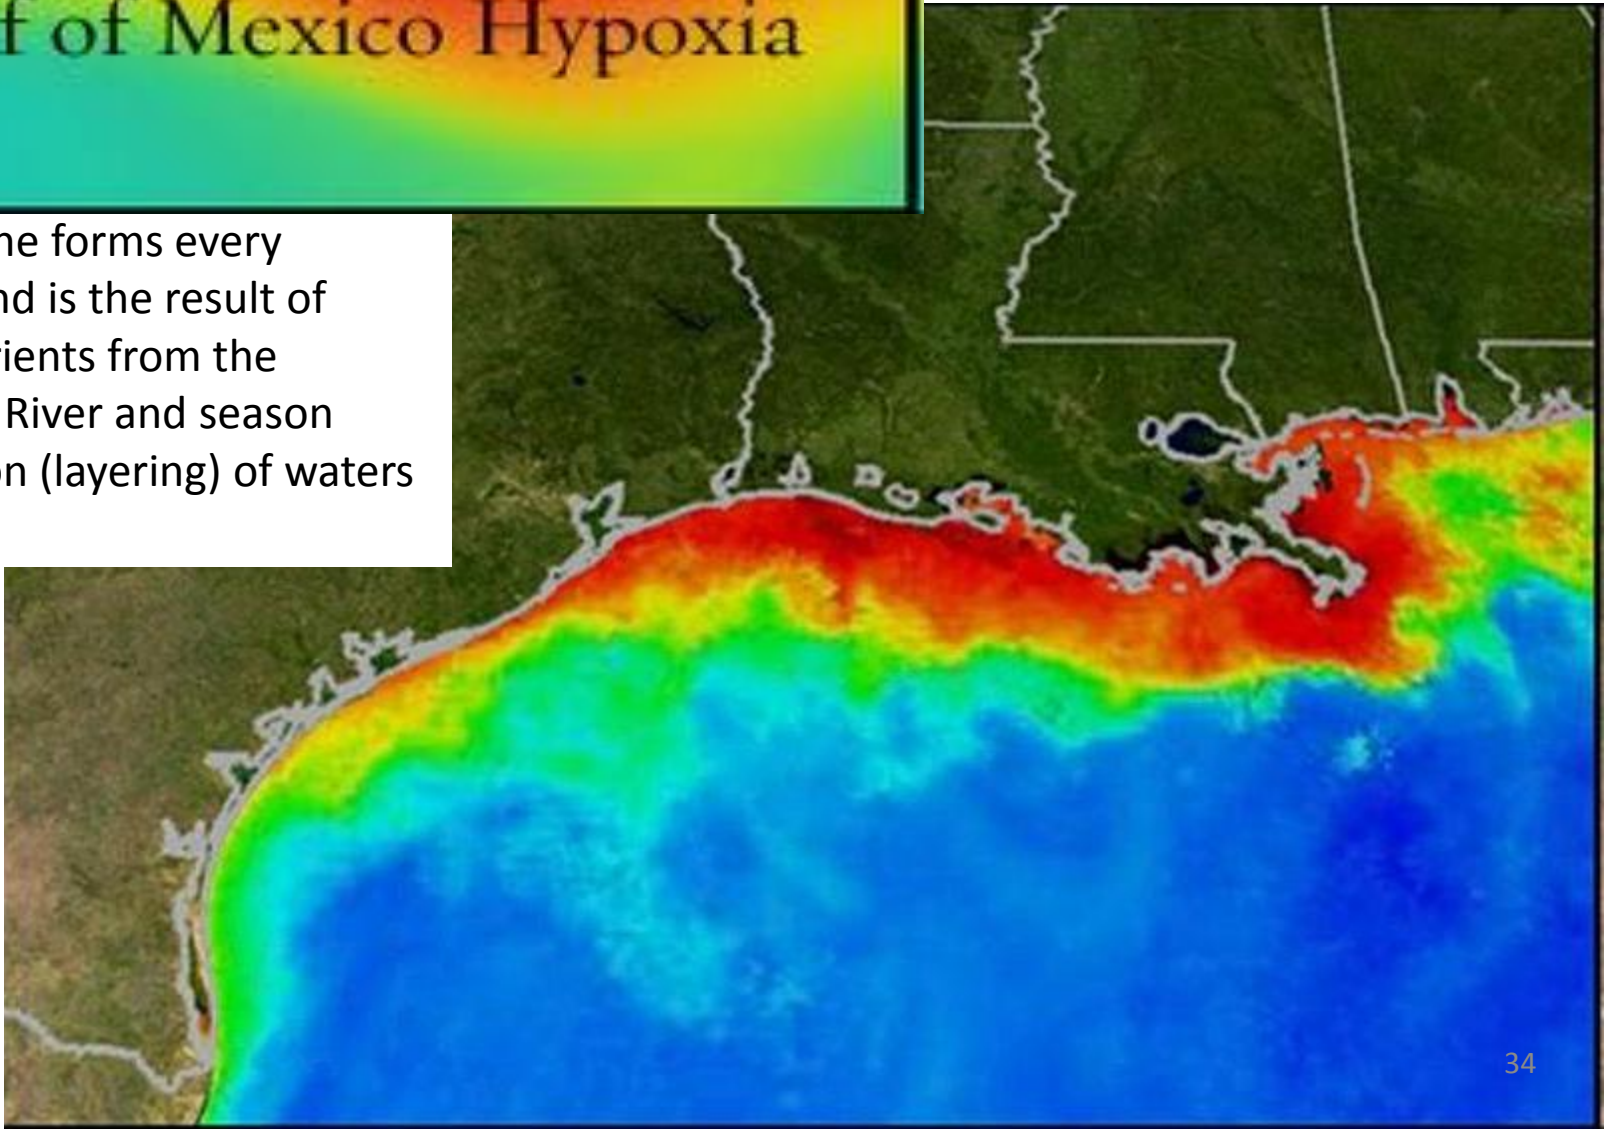 f of Mexico Hypoxia
ne forms every
nd is the result of
rients from the
River and season
on (layering) of waters
34